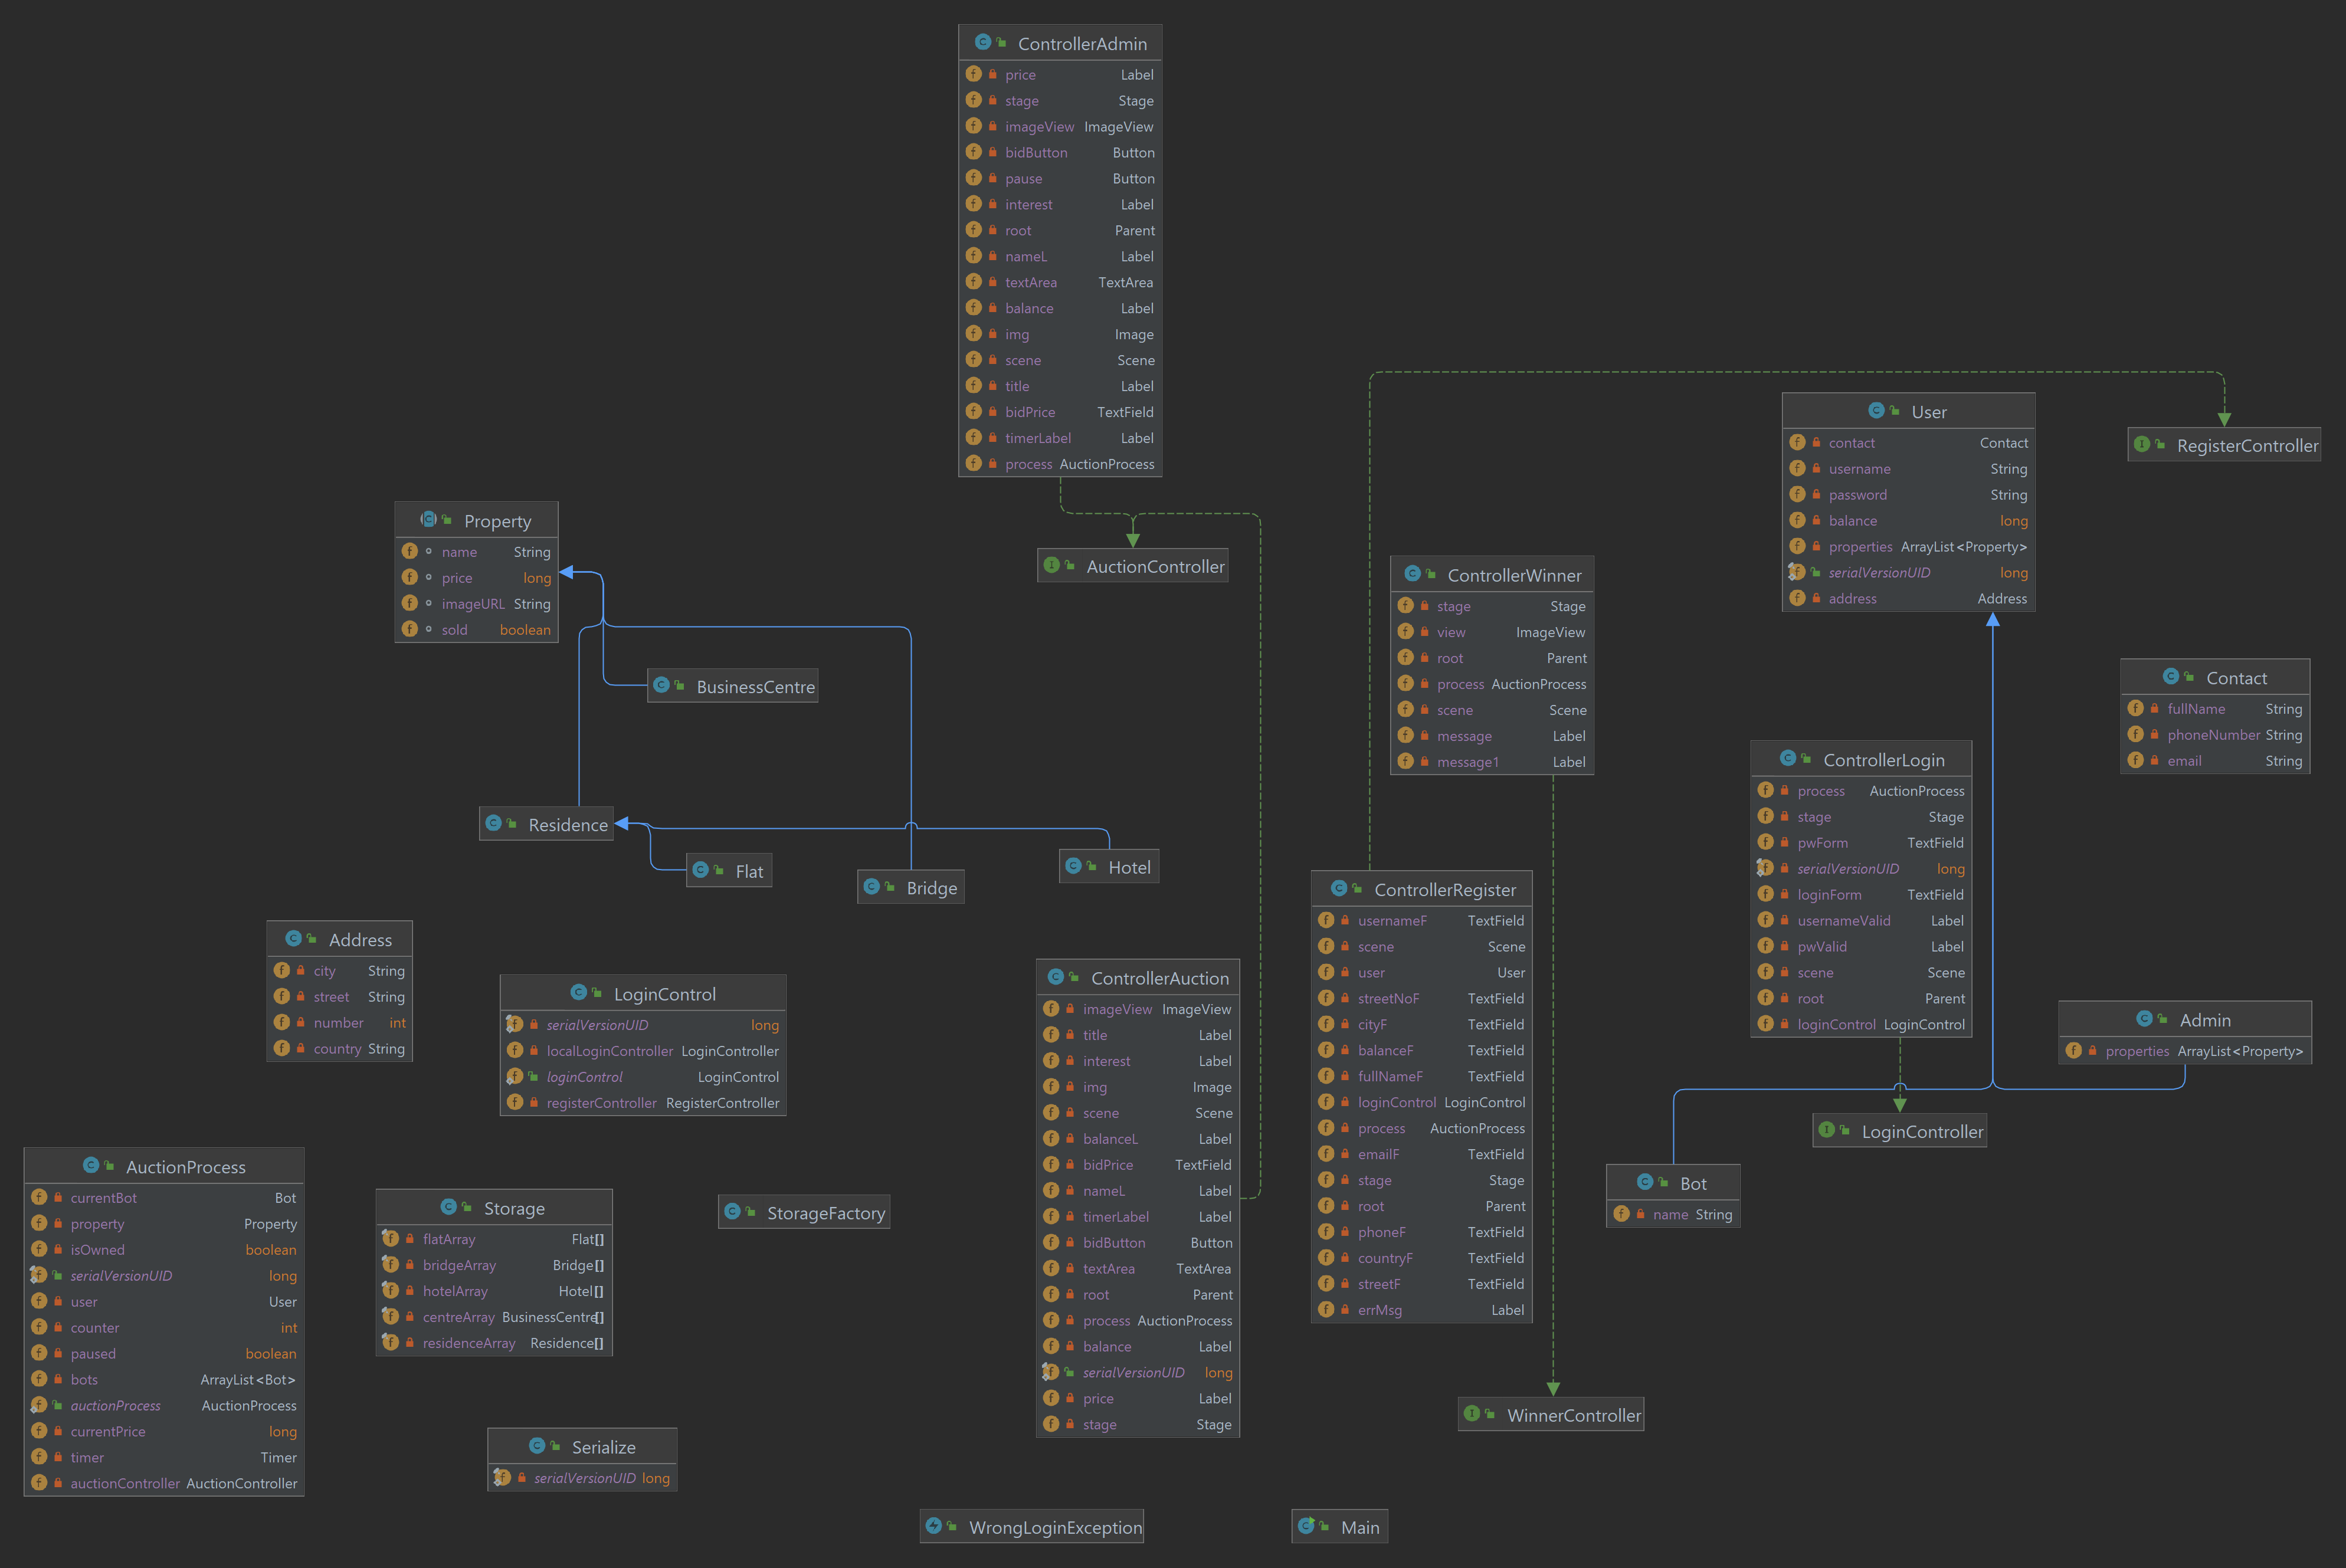 ControllerAdmin
price Label
stage Stage
imageView ImageView
bidButton Button
pause Button
interest Label
root Parent
nameL Label
textArea TextArea
balance Label
img Image
scene Scene
title Label
bidPrice TextField
timerLabel Label
process AuctionProcess
User
contact Contact
username String
password String
balance long
properties ArrayList<Property>
serialVersionUID long
address Address
RegisterController
Property
name String
price long
imageURL String
sold boolean
AuctionController
ControllerWinner
stage Stage
view ImageView
root Parent
process AuctionProcess
scene Scene
message Label
message1 Label
BusinessCentre
Contact
fullName String
phoneNumber String
email String
ControllerLogin
process AuctionProcess
stage Stage
pwForm TextField
serialVersionUID long
loginForm TextField
usernameValid Label
pwValid Label
scene Scene
root Parent
loginControl LoginControl
Residence
Flat
Bridge
Hotel
ControllerRegister
usernameF TextField
scene Scene
user User
streetNoF TextField
cityF TextField
balanceF TextField
fullNameF TextField
loginControl LoginControl
process AuctionProcess
emailF TextField
stage Stage
root Parent
phoneF TextField
countryF TextField
streetF TextField
errMsg Label
Address
city String
street String
number int
country String
LoginControl
serialVersionUID long
localLoginController LoginController
loginControl LoginControl
registerController RegisterController
ControllerAuction
imageView ImageView
title Label
interest Label
img Image
scene Scene
balanceL Label
bidPrice TextField
nameL Label
timerLabel Label
bidButton Button
textArea TextArea
root Parent
process AuctionProcess
balance Label
serialVersionUID long
price Label
stage Stage
Admin
properties ArrayList<Property>
LoginController
Bot
name String
AuctionProcess
currentBot Bot
property Property
isOwned boolean
serialVersionUID long
user User
counter int
paused boolean
bots ArrayList<Bot>
auctionProcess AuctionProcess
currentPrice long
timer Timer
auctionController AuctionController
Storage
flatArray Flat[]
bridgeArray Bridge[]
hotelArray Hotel[]
centreArray BusinessCentre[]
residenceArray Residence[]
StorageFactory
WinnerController
Serialize
serialVersionUID long
WrongLoginException
Main